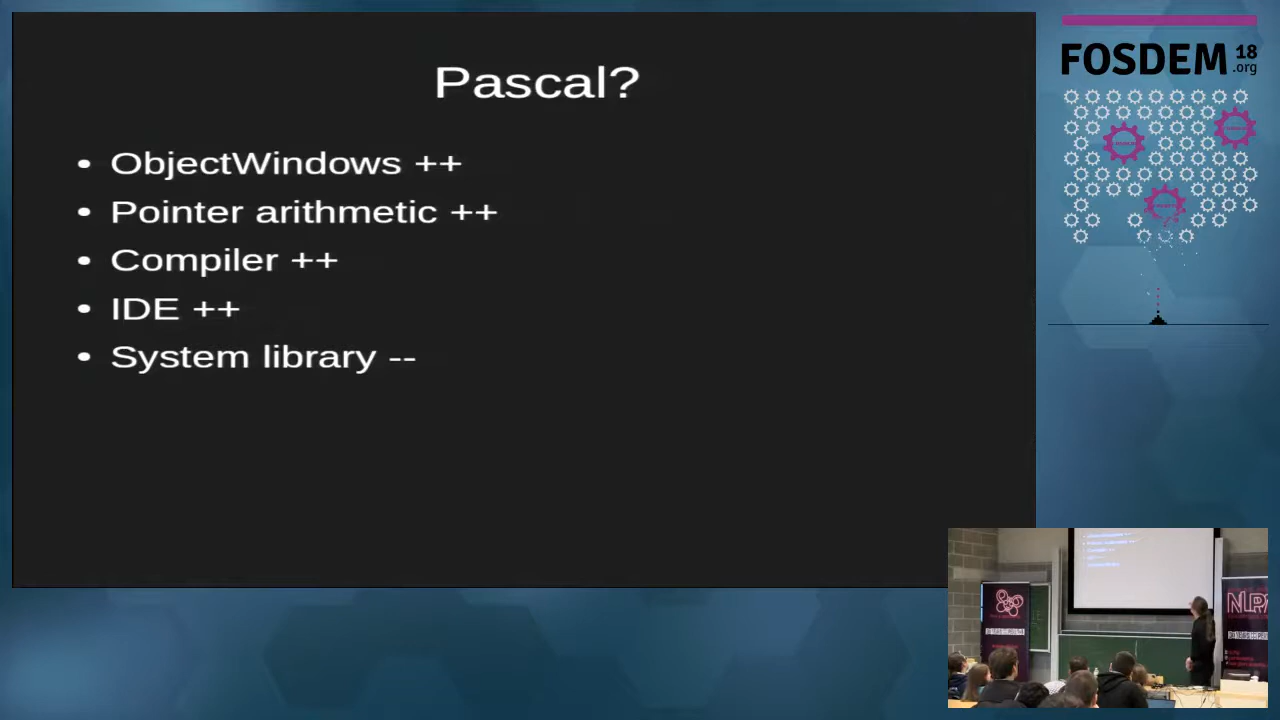 Pascal?
• ObjectWindows ++
• Pointer arithmetic ++
• Compiler ++
• IDE ++
• System library --
FOSDEM 18
.org